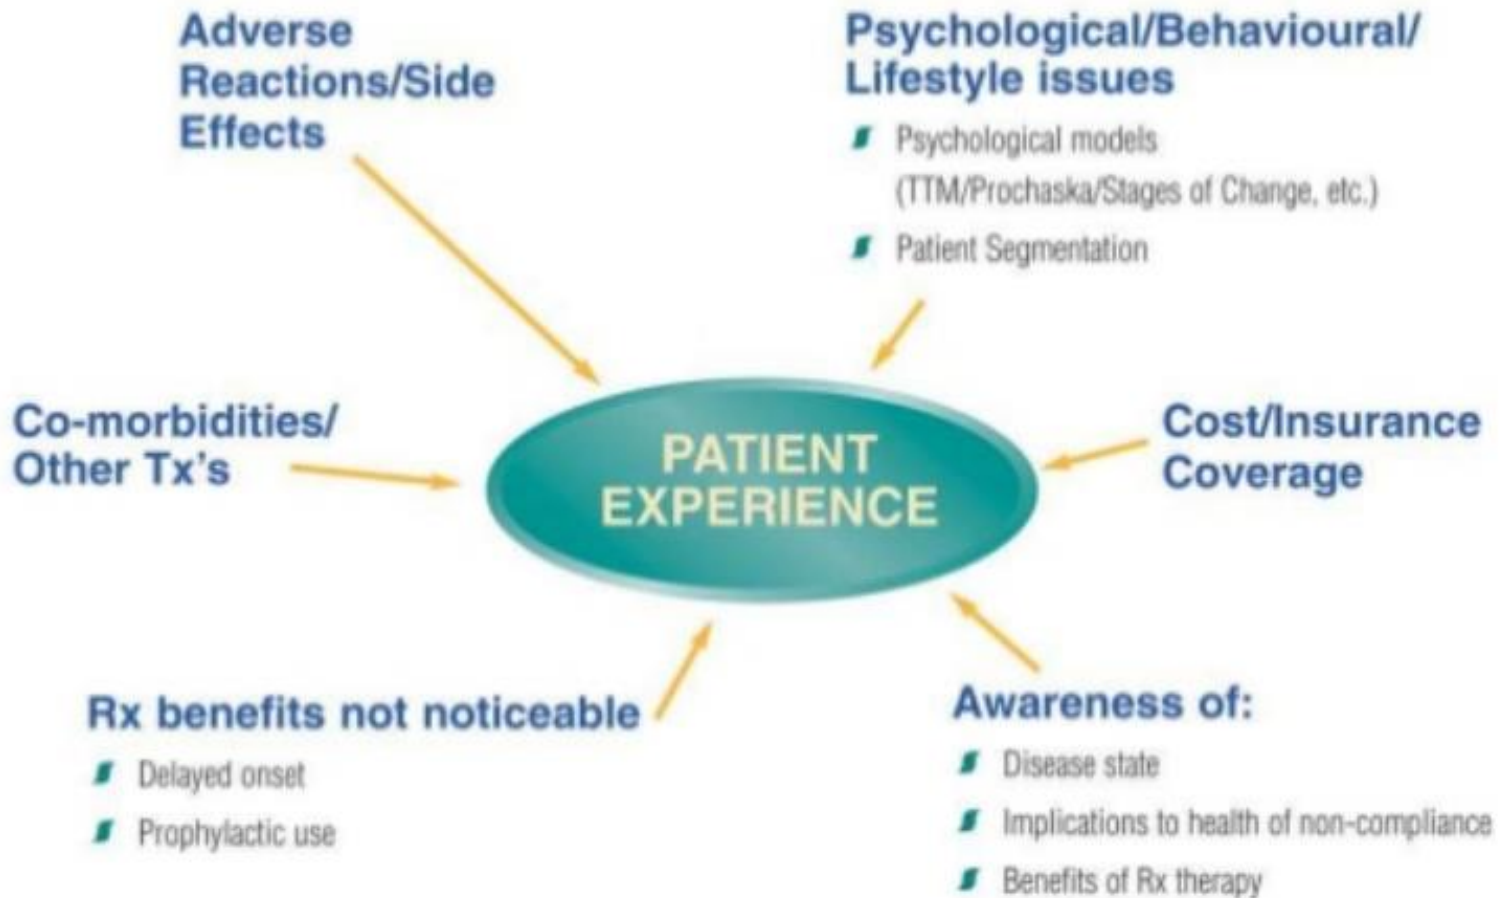 Adverse
Reactions/Side
Effects
Psychological/Behavioural/
Lifestyle issues
Psychological models
(TTM/Prochaska/Stages of Change, etc.)
Patient Segmentation
Co-morbidities/
Other Tx's
PATIENT
EXPERIENCE
Cost/Insurance
Coverage
Rx benefits not noticeable
Delayed onset
Prophylactic use
Awareness of:
Disease state
Implications to health of non-compliance
Benefits of Rx therapy